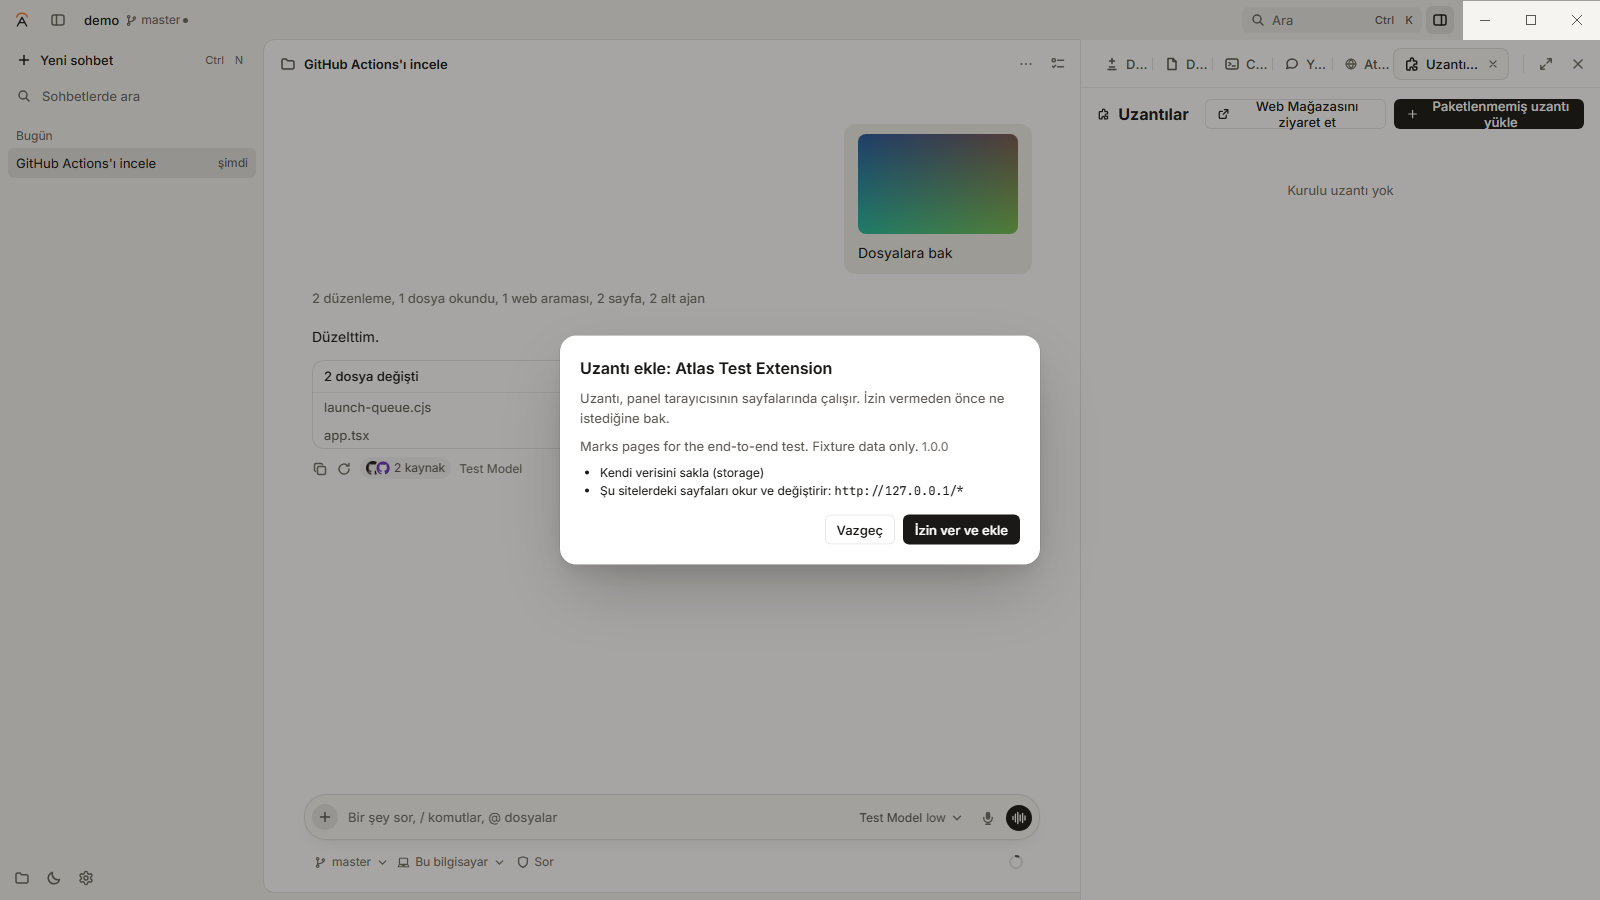 demo
master
Ara
Ctrl K
Yeni sohbet
Ctrl N
Sohbetlerde ara
Bugün
GitHub Actions'ı incele
şimdi
GitHub Actions'ı incele
Dosyalara bak
2 düzenleme, 1 dosya okundu, 1 web araması, 2 sayfa, 2 alt ajan
Düzelttim.
2 dosya değişti
launch-queue.cjs
app.tsx
2 kaynak
Test Model
Uzantı ekle: Atlas Test Extension
Uzantı, panel tarayıcısının sayfalarında çalışır. İzin vermeden önce ne
istediğine bak.
Marks pages for the end-to-end test. Fixture data only. 1.0.0
• Kendi verisini sakla (storage)
• Şu sitelerdeki sayfaları okur ve değiştirir: http://127.0.0.1/*
Vazgeç
İzin ver ve ekle
Bir şey sor, / komutlar, @ dosyalar
Test Model low
master
Bu bilgisayar
Sor
D...
D...
C...
Y...
At...
Uzantı...
Uzantılar
Web Mağazasını
ziyaret et
Paketlenmemiş uzantı
yükle
Kurulu uzantı yok